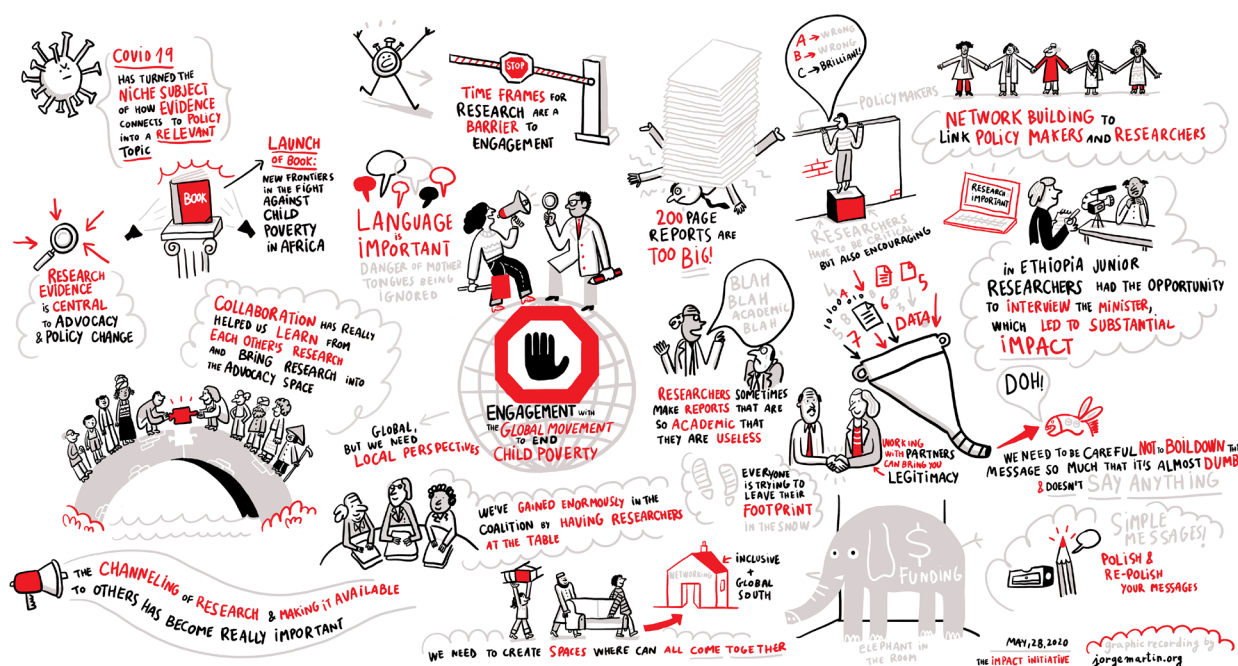 COVID 19
HAS TURNED THE
NICHE SUBJECT
OF HOW EVIDENCE
CONNECTS TO POLICY
INTO A RELEVANT
TOPIC
LAUNCH
OF BOOK:
NEW FRONTIERS
IN THE FIGHT
AGAINST
CHILD
POVERTY
IN AFRICA
BOOK
RESEARCH
EVIDENCE
IS CENTRAL
TO ADVOCACY
& POLICY CHANGE
COLLABORATION HAS REALLY
HELPED US LEARN FROM
EACH OTHER'S RESEARCH
AND BRING RESEARCH INTO
THE ADVOCACY SPACE
THE CHANNELING OF RESEARCH & MAKING IT AVAILABLE
TO OTHERS HAS BECOME REALLY IMPORTANT
STOP
TIME FRAMES FOR
RESEARCH ARE A
BARRIER TO
ENGAGEMENT
LANGUAGE
IS
IMPORTANT
DANGER OF MOTHER
TONGUES BEING
IGNORED
ENGAGEMENT WITH
THE GLOBAL MOVEMENT
TO END
CHILD POVERTY
GLOBAL,
BUT WE NEED
LOCAL PERSPECTIVES
WE'VE GAINED ENORMOUSLY IN THE
COALITION BY HAVING RESEARCHERS
AT THE TABLE
NETWORKING
INCLUSIVE
+
GLOBAL
SOUTH
WE NEED TO CREATE SPACES WHERE CAN ALL COME TOGETHER
200 PAGE
REPORTS ARE
TOO BIG!
A → WRONG
B → WRONG
C → BRILLIANT!!
POLICY MAKERS
RESEARCHERS
HAVE TO BE CRITICAL
BUT ALSO ENCOURAGING
BLAH
BLAH
ACADEMIC
BLAH
RESEARCHERS SOMETIMES
MAKE REPORTS THAT ARE
SO ACADEMIC THAT
THEY ARE USELESS
EVERYONE
IS TRYING TO
LEAVE THEIR
FOOTPRINT
IN THE SNOW
DATA
WORKING
WITH PARTNERS
CAN BRING YOU
LEGITIMACY
$
FUNDING
ELEPHANT IN
THE ROOM
NETWORK BUILDING TO
LINK POLICY MAKERS AND RESEARCHERS
RESEARCH
IMPORTANT
IN ETHIOPIA JUNIOR
RESEARCHERS HAD THE OPPORTUNITY
TO INTERVIEW THE MINISTER,
WHICH LED TO SUBSTANTIAL
IMPACT
DOH!
WE NEED TO BE CAREFUL NOT TO BOILDOWN
MESSAGE SO MUCH THAT IT'S ALMOST DUMB
& DOESN'T SAY ANYTHING
SIMPLE
MESSAGES!
POLISH &
RE-POLISH
YOUR MESSAGES
MAY, 28, 2020
THE IMPACT INITIATIVE
graphic recording by
jorgemartin.org